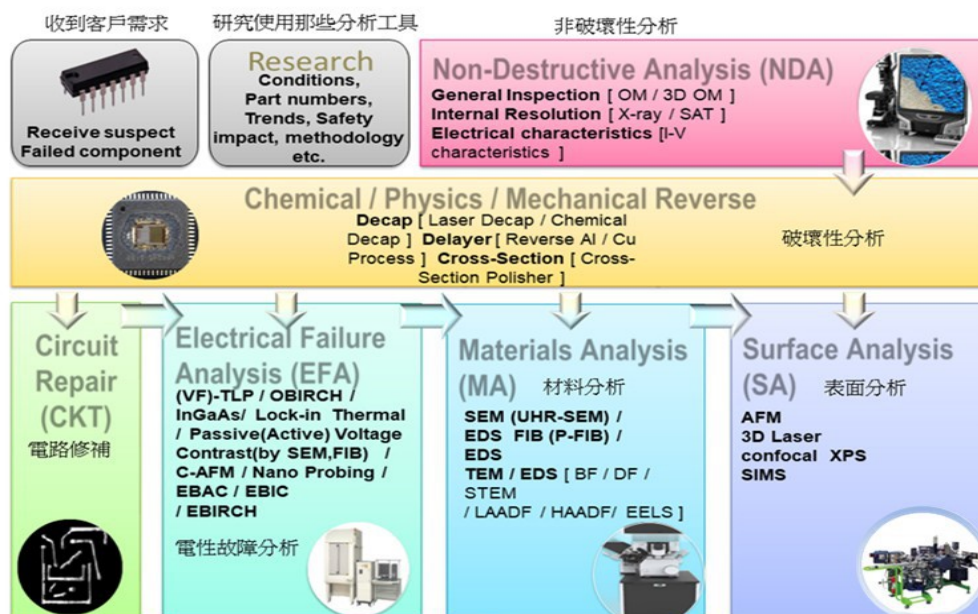 收到客戶需求
研究使用那些分析工具
非破壞性分析
Receive suspect
Failed component
Research
Conditions,
Part numbers,
Trends, Safety
impact, methodology
etc.
Non-Destructive Analysis (NDA)
General Inspection [ OM / 3D OM ]
Internal Resolution [ X-ray / SAT ]
Electrical characteristics [I-V
characteristics ]
Chemical / Physics / Mechanical Reverse
Decap [ Laser Decap / Chemical
Decap ] Delayer [ Reverse Al / Cu
Process ] Cross-Section [ Cross-
Section Polisher ]
破壞性分析
Circuit
Repair
(CKT)
電路修補
Electrical Failure
Analysis (EFA)
(VF)-TLP / OBIRCH /
InGaAs/ Lock-in Thermal
/ Passive(Active) Voltage
Contrast(by SEM,FIB) /
C-AFM / Nano Probing /
EBAC / EBIC
/ EBIRCH
電性故障分析
Materials Analysis
(MA) 材料分析
SEM (UHR-SEM) /
EDS FIB (P-FIB) /
EDS
TEM / EDS [ BF / DF /
STEM
/ LAADF / HAADF/ EELS ]
Surface Analysis
(SA) 表面分析
AFM
3D Laser
confocal XPS
SIMS